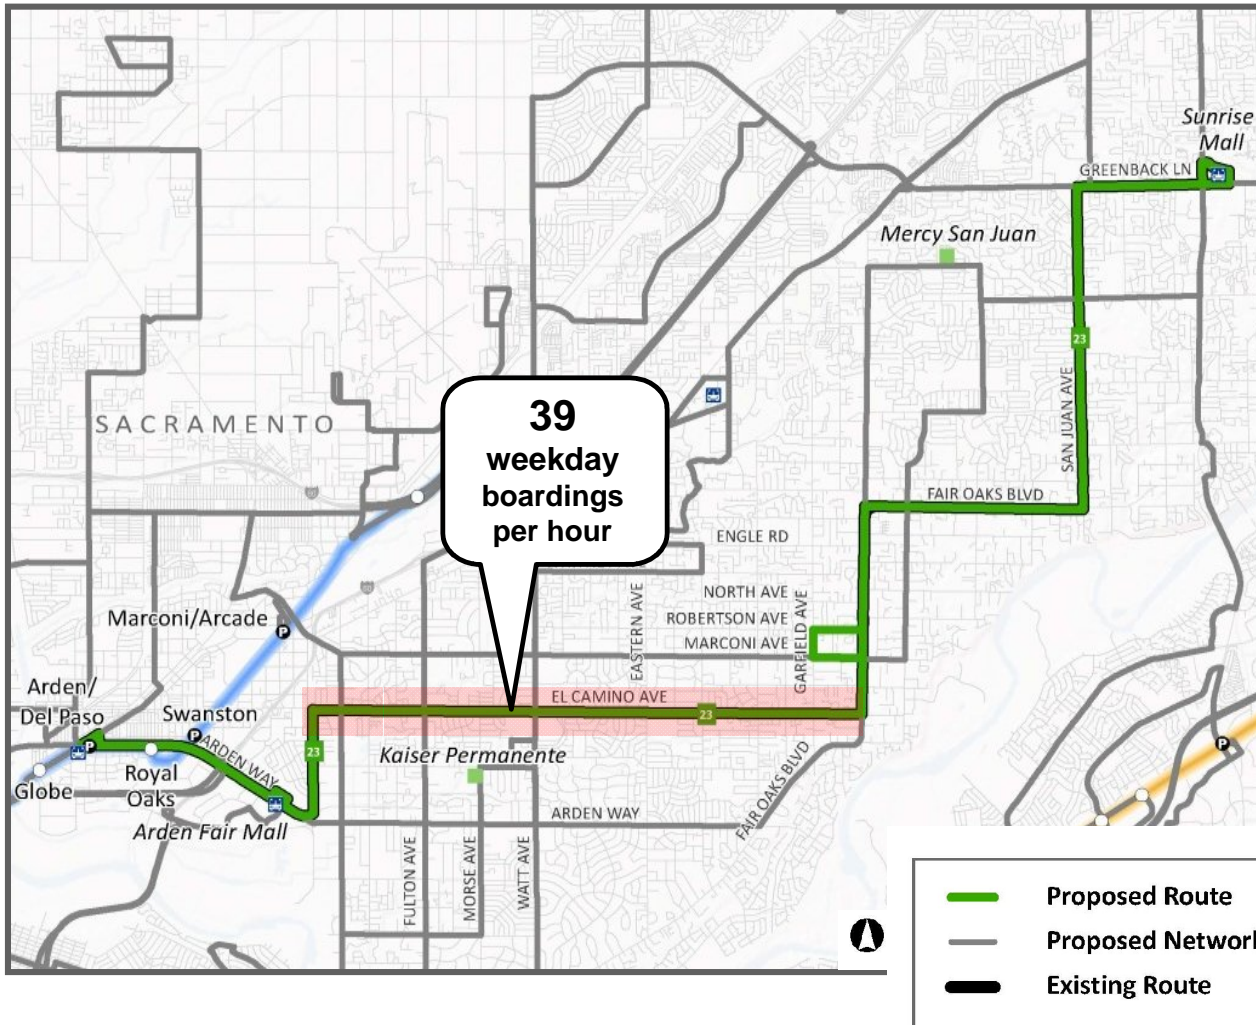 Sunrise
Mall
GREENBACK LN
Mercy San Juan
23
SAN JUAN AVE
SACRAMENTO
39
weekday
boardings
per hour
FAIR OAKS BLVD
ENGLE RD
NORTH AVE
ROBERTSON AVE
MARCONI AVE
EASTERN AVE
GARFIELD AVE
Marconi/Arcade
P
Arden/
Del Paso
P
Swanston
P
EL CAMINO AVE
23
23
ARDEN WAY
Kaiser Permanente
Globe
Royal
Oaks
Arden Fair Mall
ARDEN WAY
FAIR OAKS BLVD
P
FULTON AVE
MORSE AVE
WATT AVE
Proposed Route
Proposed Network
Existing Route